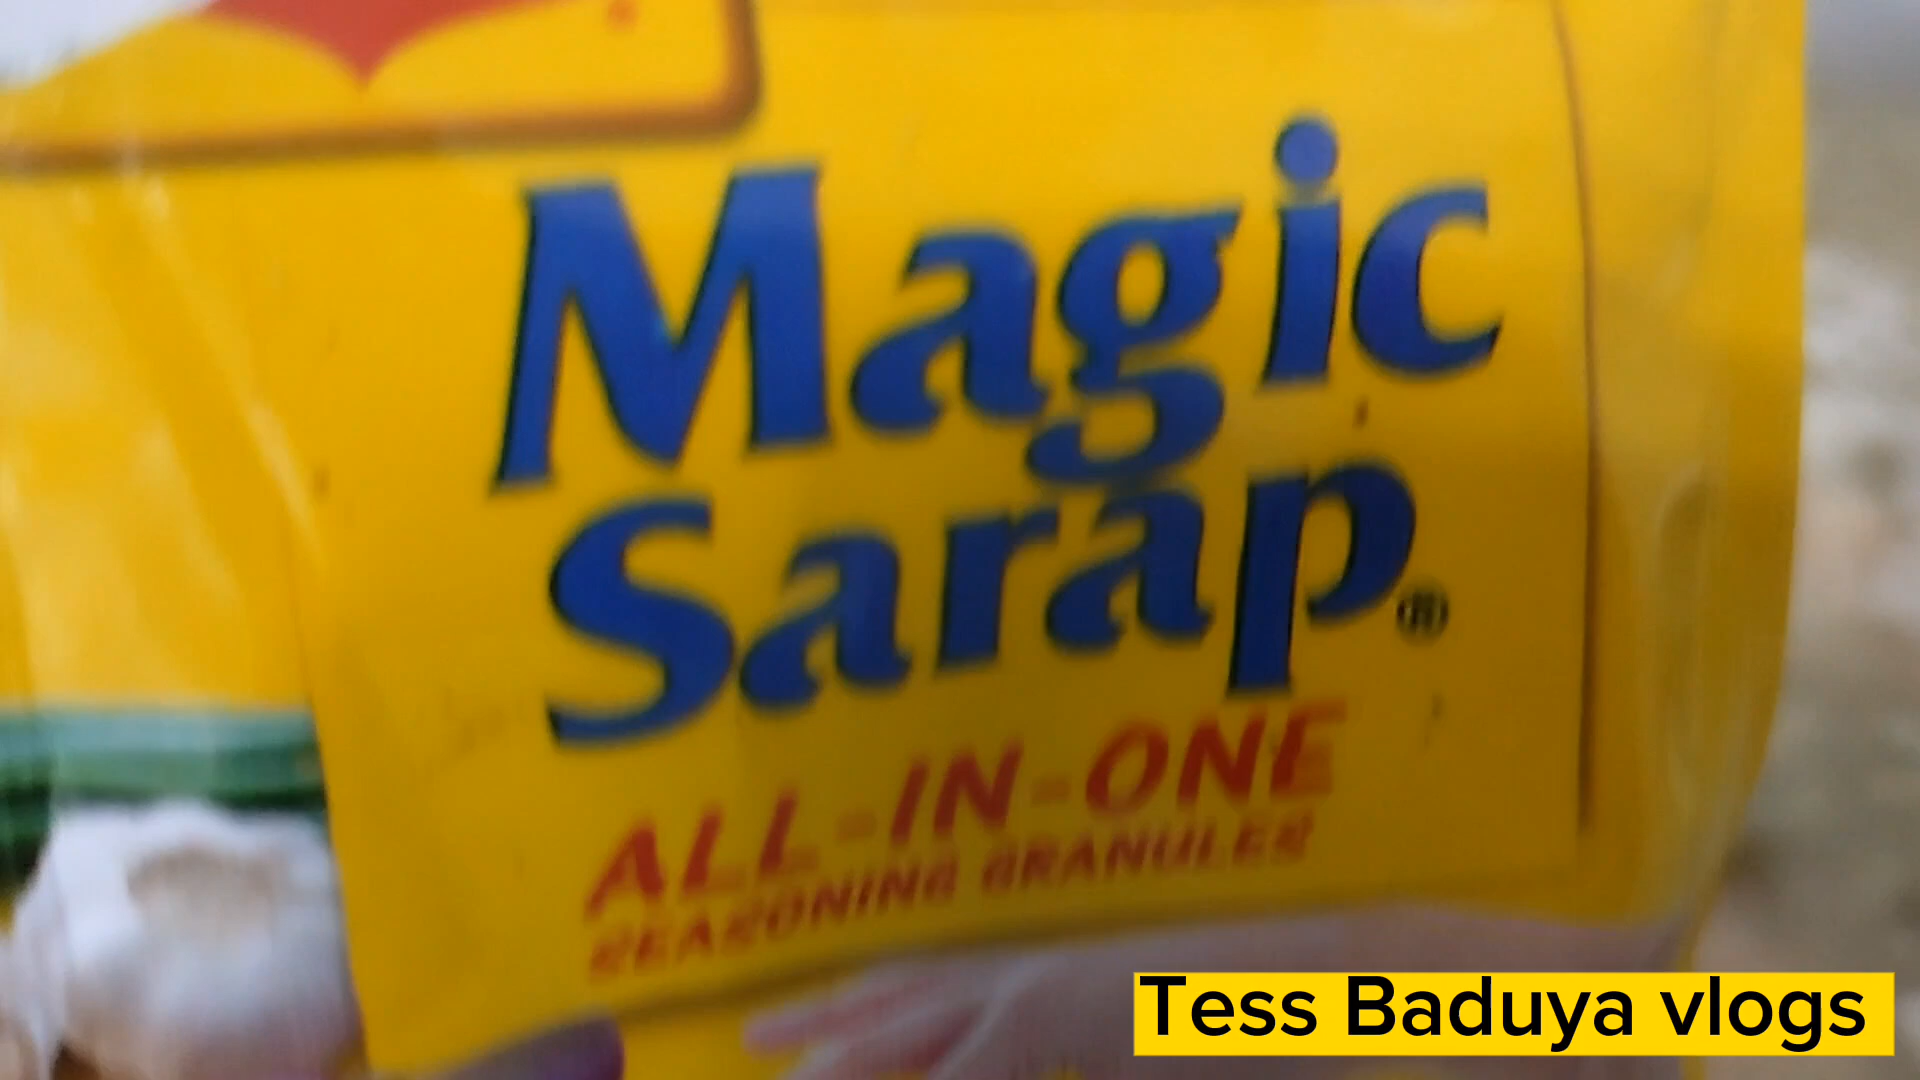 Magic
Sarap®
ALL-IN-ONE
SEASONING GRANULES
Tess Baduya vlogs